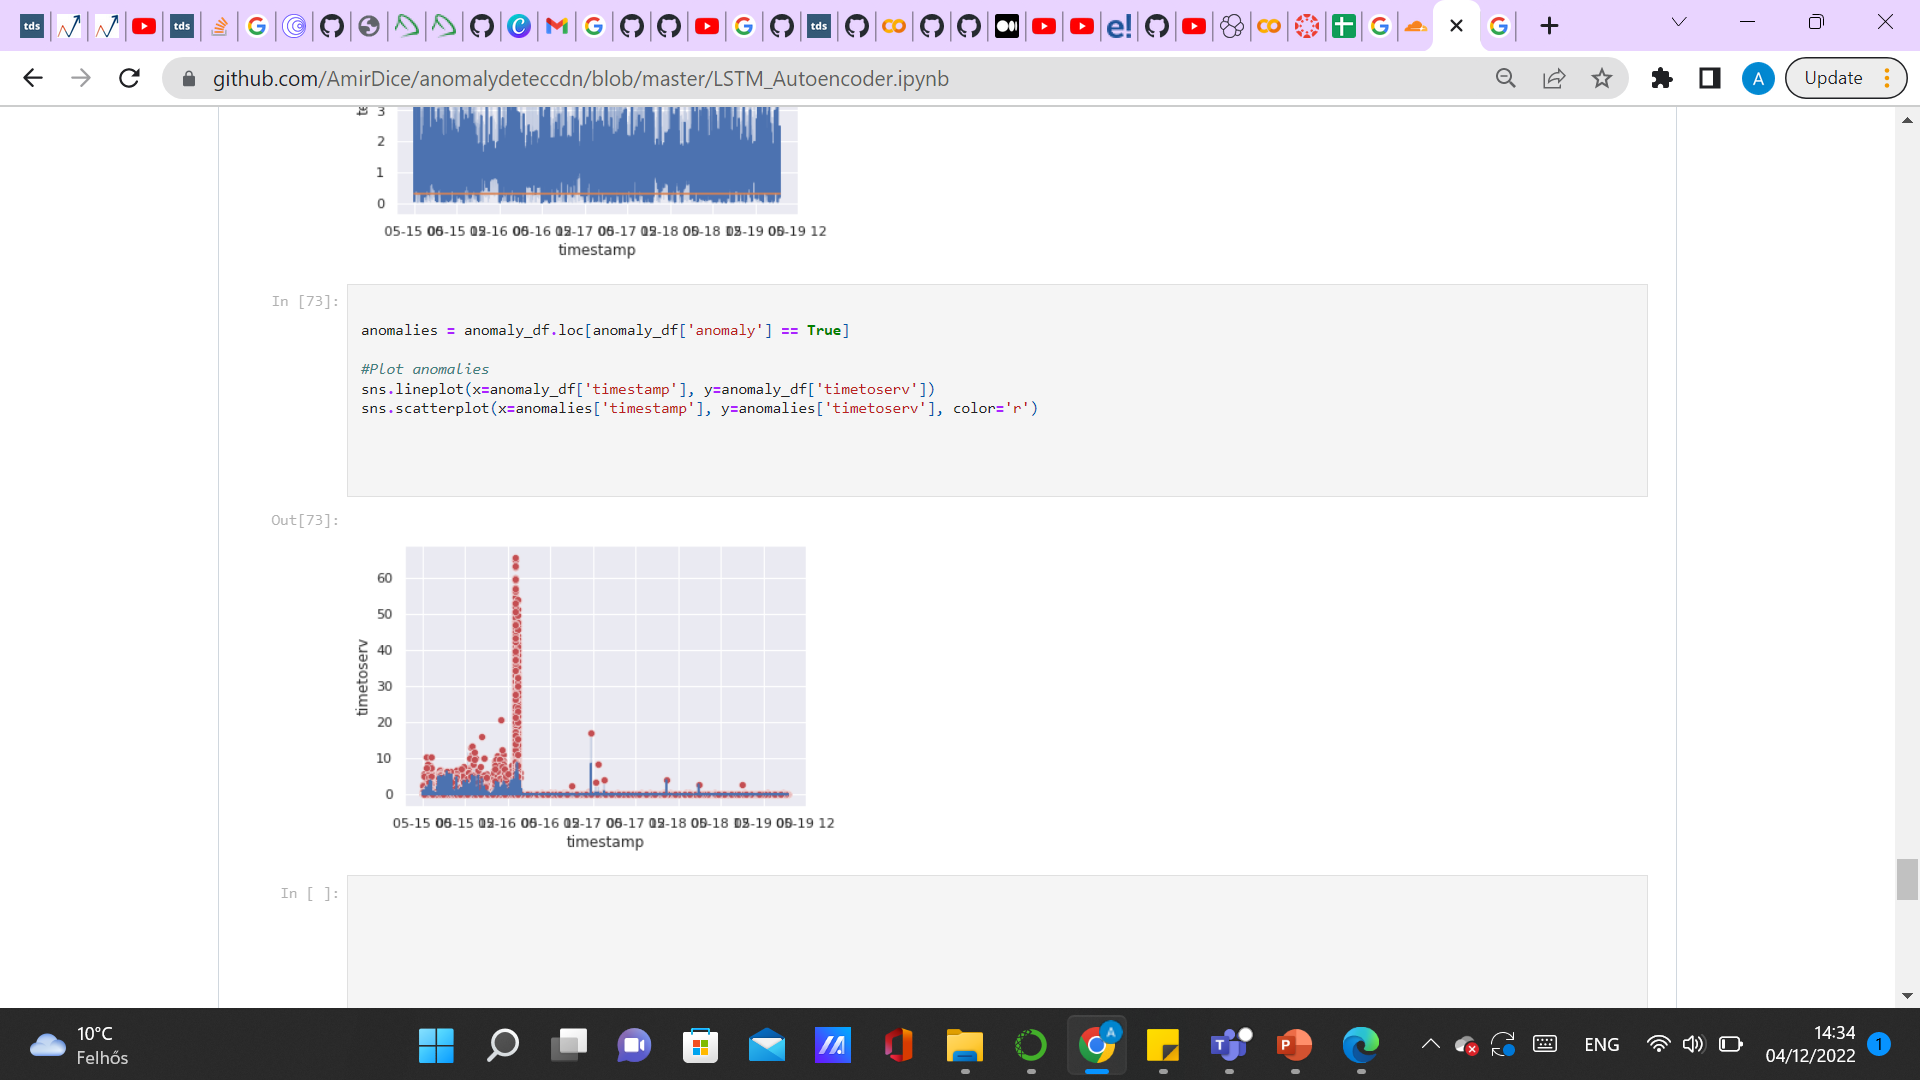 tds
tds
tds
e!
github.com/AmirDice/anomalydeteccdn/blob/master/LSTM_Autoencoder.ipynb
A
Update
3
2
1
0
timestamp
In [73]:
anomalies = anomaly_df.loc[anomaly_df['anomaly'] == True]
#Plot anomalies
sns.lineplot(x=anomaly_df['timestamp'], y=anomaly_df['timetoserv'])
sns.scatterplot(x=anomalies['timestamp'], y=anomalies['timetoserv'], color='r')
Out[73]:
60
50
40
30
20
10
0
timetoserv
timestamp
In [ ]:
10°C
Felhős
A
ENG
14:34
04/12/2022
1